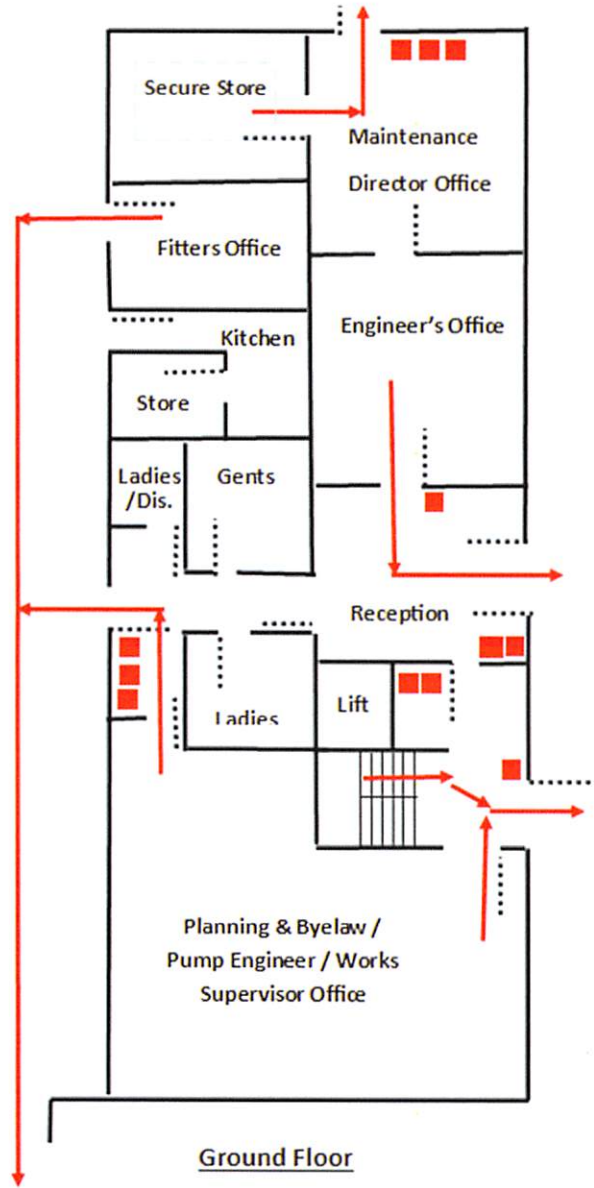 Secure Store
Maintenance
Director Office
Fitters Office
Engineer's Office
Kitchen
Store
Ladies
/Dis.
Gents
Reception
Lift
Ladies
Planning & Byelaw /
Pump Engineer / Works
Supervisor Office
Ground Floor